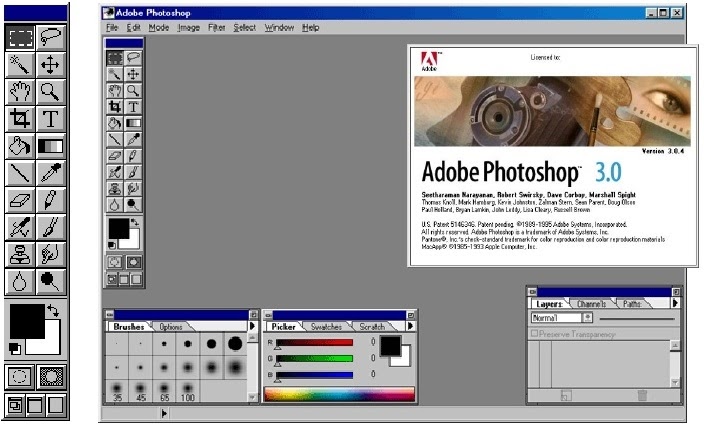 Adobe Photoshop
File Edit Mode Image Filter Select Window Help
T
T
Adobe
Licensed to:
Version 3.0.4
Adobe Photoshop™ 3.0
Seetharaman Narayanan, Robert Swirsky, Dave Corboy, Marshall Spight
Thomas Knoll, Mark Hamburg, Kevin Johnston, Zalman Stern, Sean Parent, Doug Olson
Paul Holland, Bryan Lamkin, John Leddy, Lisa Cleary, Russell Brown
U.S. Patent 5146346. Patent pending. ©1989-1995 Adobe Systems, Incorporated.
All rights reserved. Adobe Photoshop is a trademark of Adobe Systems, Inc.
Pantone®, Inc.'s check-standard trademark for color reproduction and color reproduction materials
MacApp® ©1985-1993 Apple Computer, Inc.
Brushes Options
35 45 65 100
Picker Swatches Scratch
R 0
G 0
B 0
Layers Channels Paths
Normal
Preserve Transparency